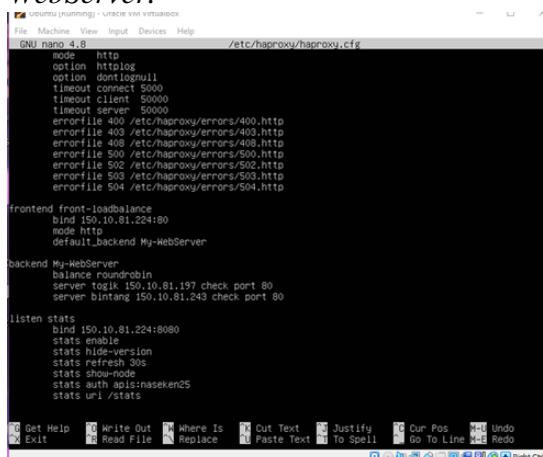 webserver.
Ubuntu [Running] - Oracle VM VirtualBox
File Machine View Input Devices Help
GNU nano 4.8 /etc/haproxy/haproxy.cfg
mode http
option httplog
option dontlognull
timeout connect 5000
timeout client 50000
timeout server 50000
errorfile 400 /etc/haproxy/errors/400.http
errorfile 403 /etc/haproxy/errors/403.http
errorfile 408 /etc/haproxy/errors/408.http
errorfile 500 /etc/haproxy/errors/500.http
errorfile 502 /etc/haproxy/errors/502.http
errorfile 503 /etc/haproxy/errors/503.http
errorfile 504 /etc/haproxy/errors/504.http
frontend front-loadbalance
bind 150.10.81.224:80
mode http
default_backend My-WebServer
backend My-WebServer
balance roundrobin
server togik 150.10.81.197 check port 80
server bintang 150.10.81.243 check port 80
listen stats
bind 150.10.81.224:8080
stats enable
stats hide-version
stats refresh 30s
stats show-node
stats auth apis:naseken25
stats uri /stats
^G Get Help ^O Write Out ^W Where Is ^K Cut Text ^J Justify ^C Cur Pos M-U Undo
^X Exit ^R Read File ^\ Replace ^U Paste Text ^T To Spell ^_ Go To Line M-E Redo
Right Ctrl